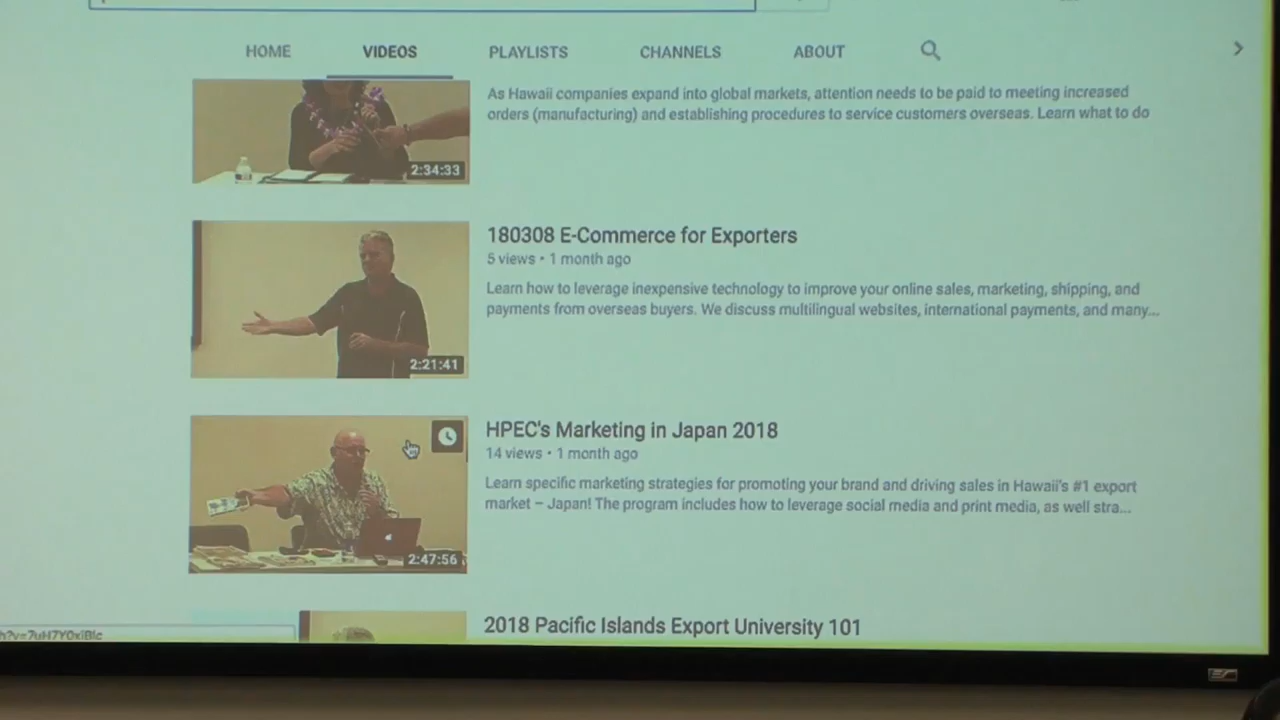 HOME VIDEOS PLAYLISTS CHANNELS ABOUT
As Hawaii companies expand into global markets, attention needs to be paid to meeting increased
orders (manufacturing) and establishing procedures to service customers overseas. Learn what to do
2:34:33
180308 E-Commerce for Exporters
5 views • 1 month ago
Learn how to leverage inexpensive technology to improve your online sales, marketing, shipping, and
payments from overseas buyers. We discuss multilingual websites, international payments, and many...
2:21:41
HPEC's Marketing in Japan 2018
14 views • 1 month ago
Learn specific marketing strategies for promoting your brand and driving sales in Hawaii's #1 export
market – Japan! The program includes how to leverage social media and print media, as well stra...
2:47:56
2018 Pacific Islands Export University 101